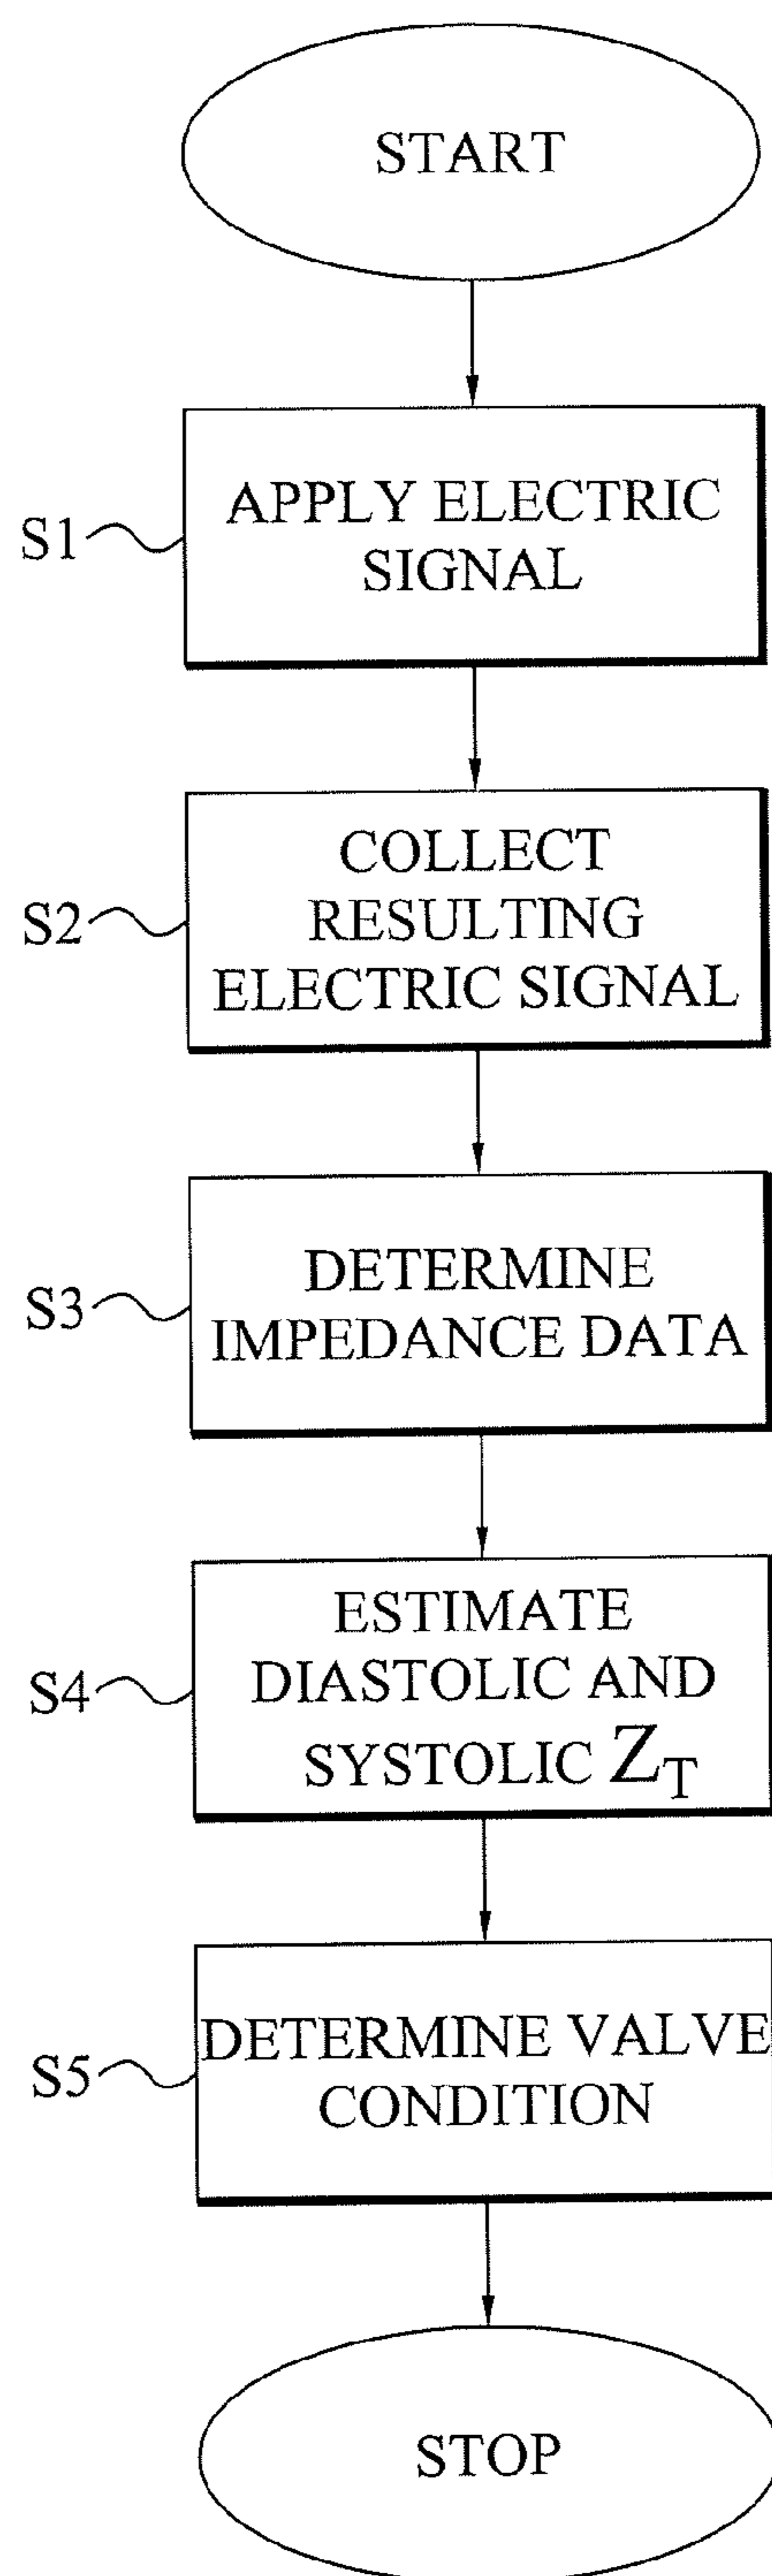 START
S1
APPLY ELECTRIC
SIGNAL
S2
COLLECT
RESULTING
ELECTRIC SIGNAL
S3
DETERMINE
IMPEDANCE DATA
S4
ESTIMATE
DIASTOLIC AND
SYSTOLIC ZT
S5
DETERMINE VALVE
CONDITION
STOP